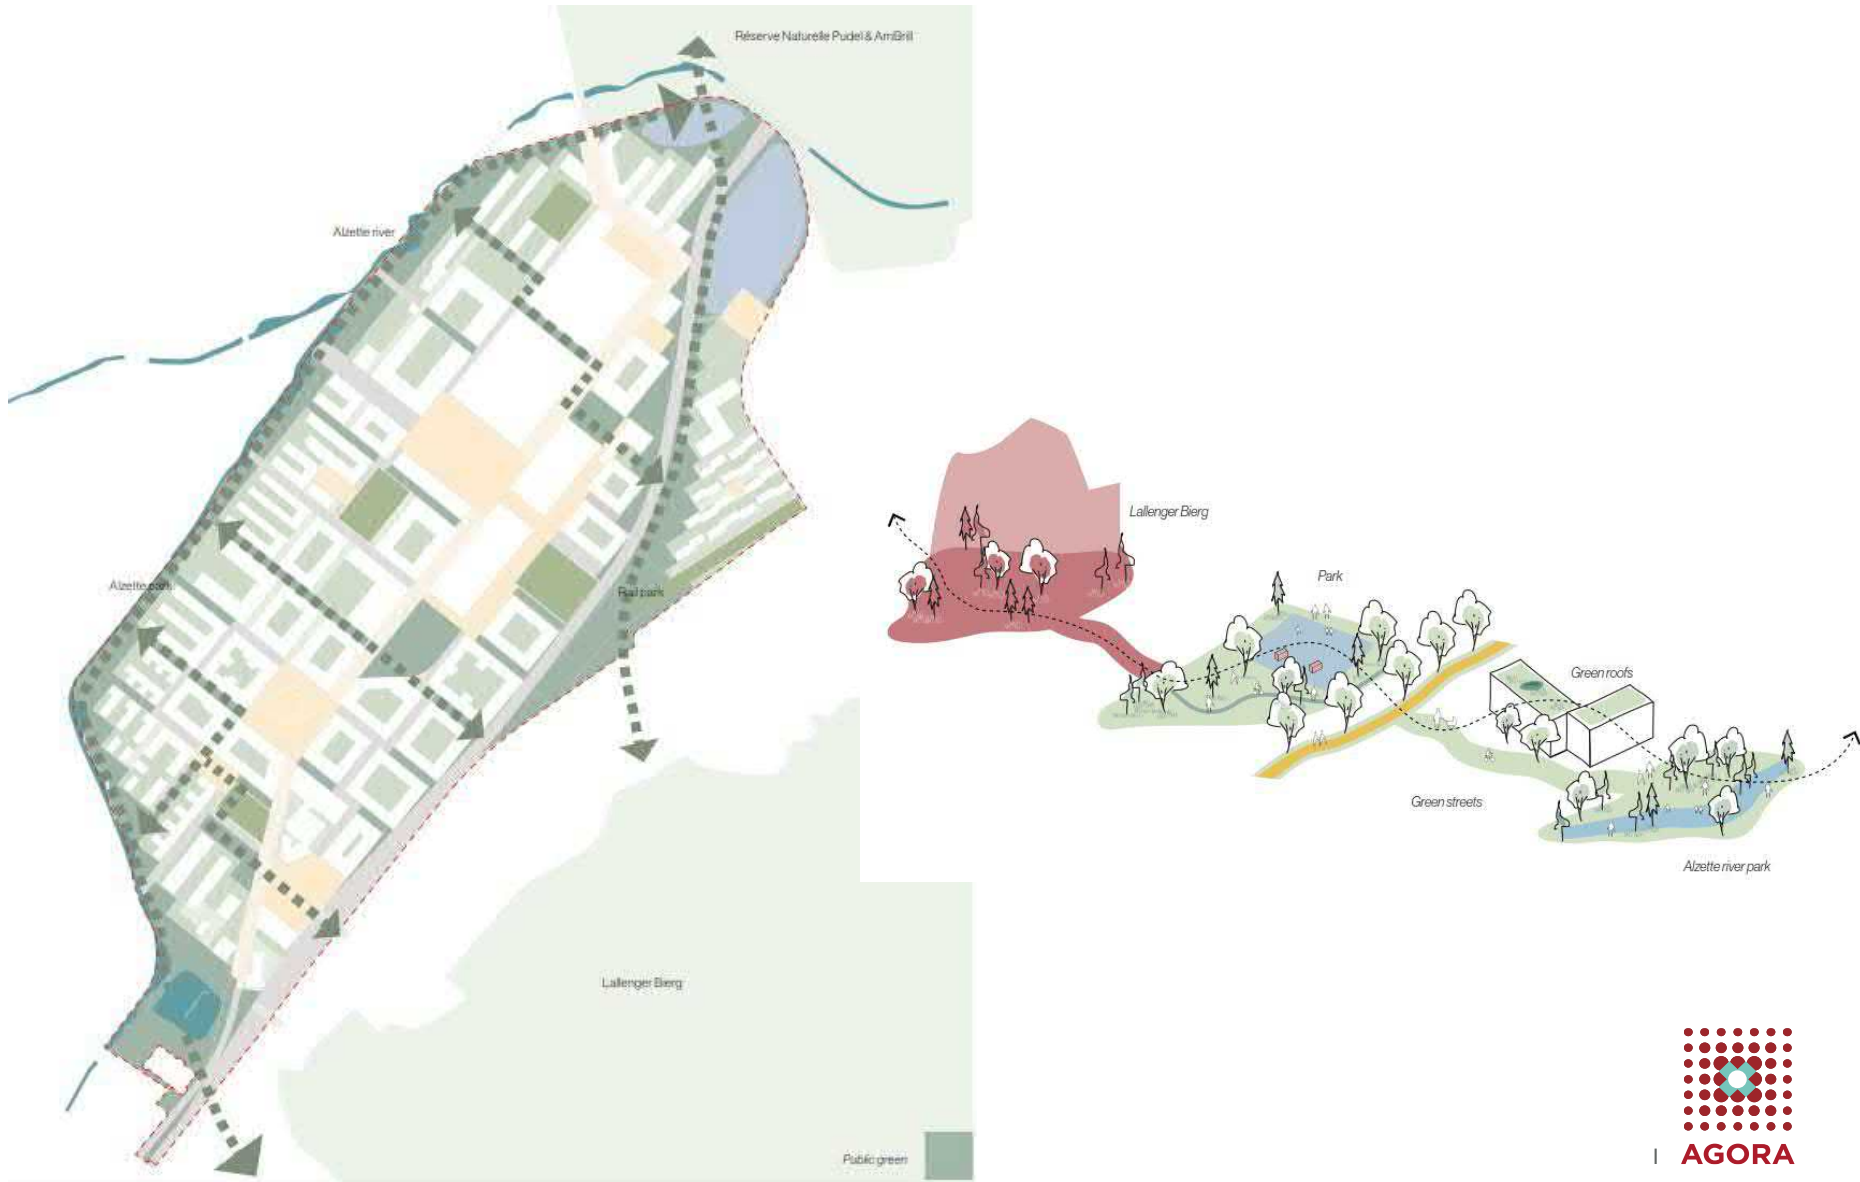 Réserve Naturelle Pudel & AmBrill
Alzette river
Alzette park
Rail park
Lallenger Bierg
Public green
Lallenger Bierg
Park
Green roofs
Green streets
Alzette river park
AGORA